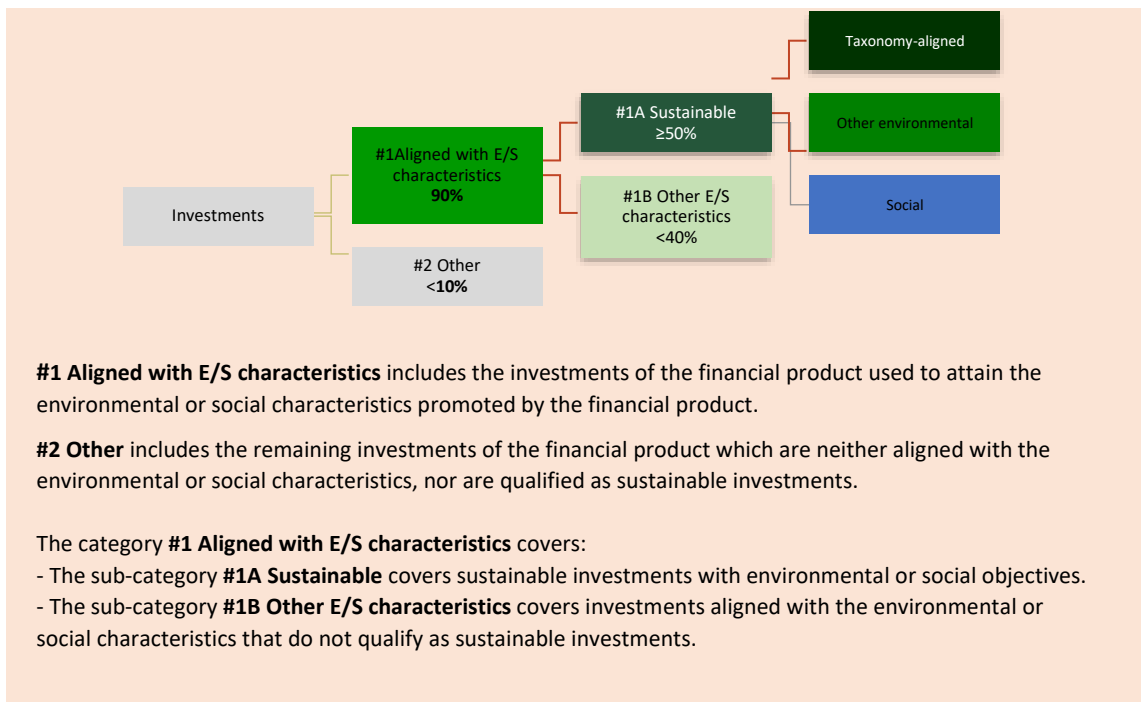 Taxonomy-aligned
#1A Sustainable
≥50%
Other environmental
#1Aligned with E/S
characteristics
90%
#1B Other E/S
characteristics
<40%
Social
Investments
#2 Other
<10%
#1 Aligned with E/S characteristics includes the investments of the financial product used to attain the
environmental or social characteristics promoted by the financial product.
#2 Other includes the remaining investments of the financial product which are neither aligned with the
environmental or social characteristics, nor are qualified as sustainable investments.
The category #1 Aligned with E/S characteristics covers:
- The sub-category #1A Sustainable covers sustainable investments with environmental or social objectives.
- The sub-category #1B Other E/S characteristics covers investments aligned with the environmental or
social characteristics that do not qualify as sustainable investments.